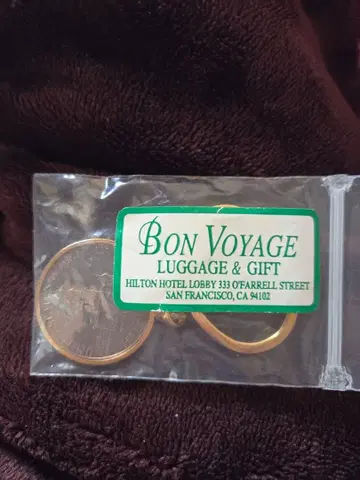 BON VOYAGE
LUGGAGE & GIFT
HILTON HOTEL LOBBY 333 O'FARRELL STREET
SAN FRANCISCO, CA 94102